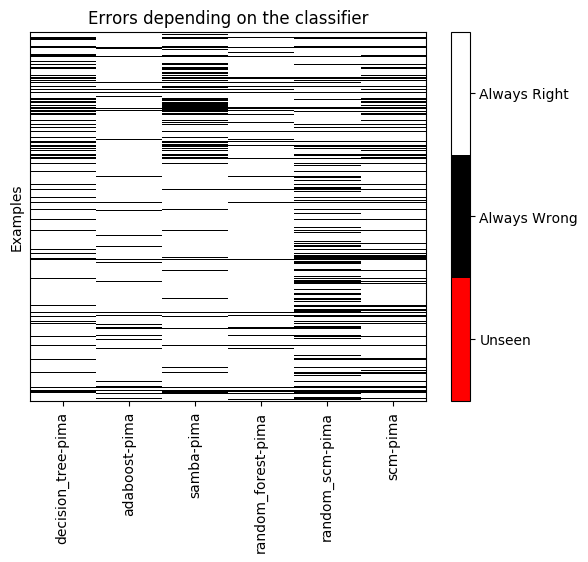 Errors depending on the classifier
Examples
Always Right
Always Wrong
Unseen
decision_tree-pima
adaboost-pima
samba-pima
random_forest-pima
random_scm-pima
scm-pima